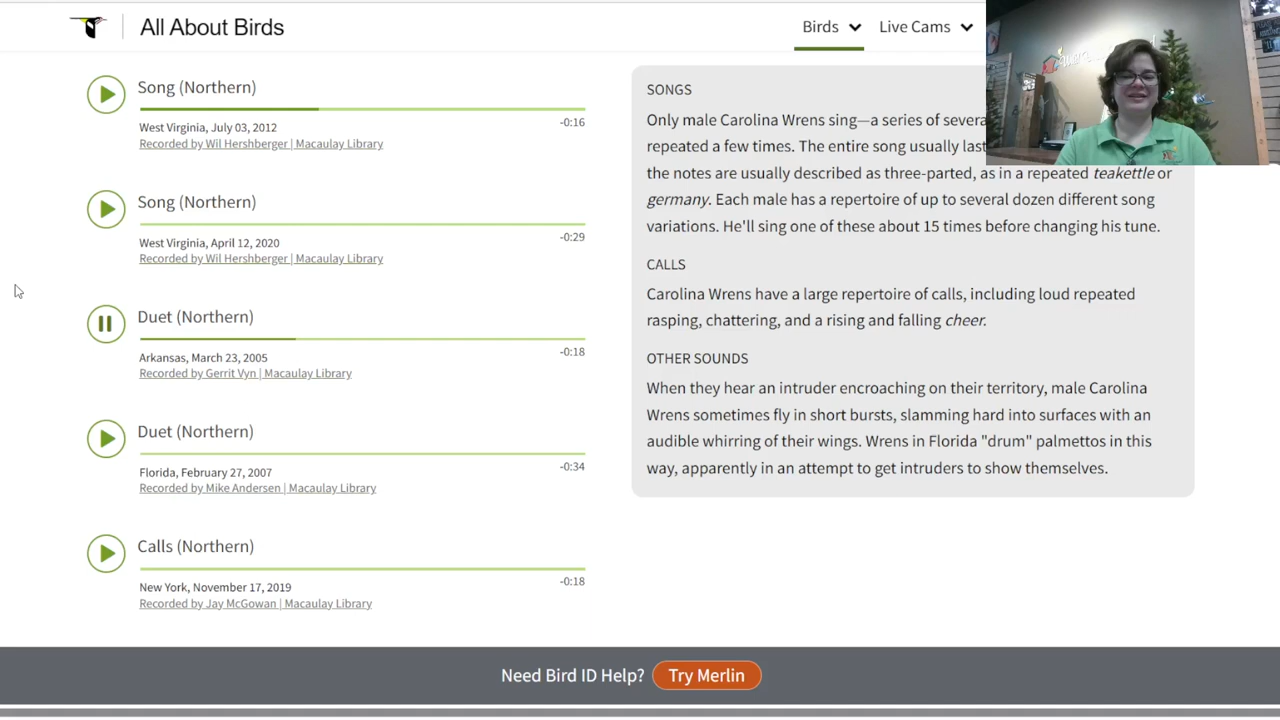 All About Birds
Birds
Live Cams
Song (Northern)
-0:16
West Virginia, July 03, 2012
Recorded by Wil Hershberger | Macaulay Library
Song (Northern)
-0:29
West Virginia, April 12, 2020
Recorded by Wil Hershberger | Macaulay Library
Duet (Northern)
-0:18
Arkansas, March 23, 2005
Recorded by Gerrit Vyn | Macaulay Library
Duet (Northern)
-0:34
Florida, February 27, 2007
Recorded by Mike Andersen | Macaulay Library
Calls (Northern)
-0:18
New York, November 17, 2019
Recorded by Jay McGowan | Macaulay Library
SONGS
Only male Carolina Wrens sing—a series of severa
repeated a few times. The entire song usually last
the notes are usually described as three-parted, as in a repeated teakettle or
germany. Each male has a repertoire of up to several dozen different song
variations. He'll sing one of these about 15 times before changing his tune.
CALLS
Carolina Wrens have a large repertoire of calls, including loud repeated
rasping, chattering, and a rising and falling cheer.
OTHER SOUNDS
When they hear an intruder encroaching on their territory, male Carolina
Wrens sometimes fly in short bursts, slamming hard into surfaces with an
audible whirring of their wings. Wrens in Florida "drum" palmettos in this
way, apparently in an attempt to get intruders to show themselves.
Need Bird ID Help?
Try Merlin